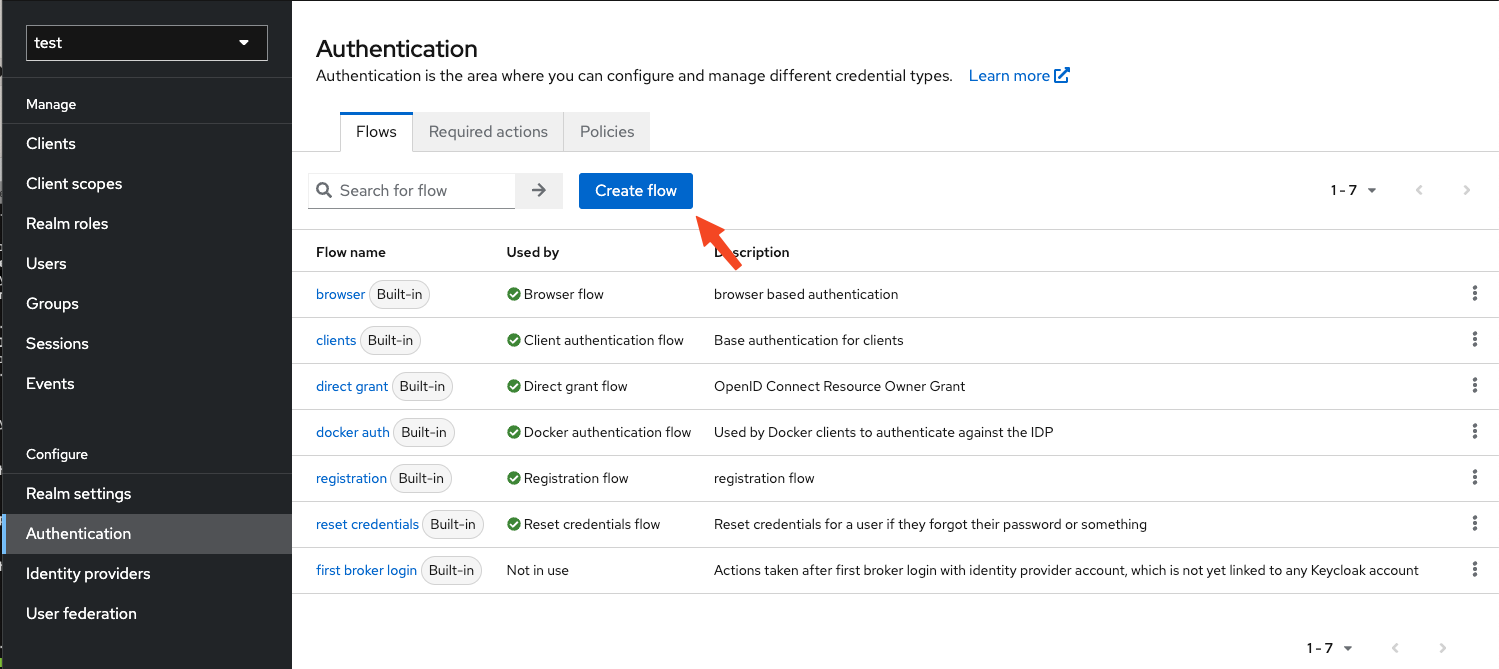 test
Manage
Clients
Client scopes
Realm roles
Users
Groups
Sessions
Events
Configure
Realm settings
Authentication
Identity providers
User federation
Authentication
Authentication is the area where you can configure and manage different credential types. Learn more
Flows Required actions Policies
Search for flow Create flow 1 - 7
Flow name Used by Description
browser Built-in Browser flow browser based authentication
clients Built-in Client authentication flow Base authentication for clients
direct grant Built-in Direct grant flow OpenID Connect Resource Owner Grant
docker auth Built-in Docker authentication flow Used by Docker clients to authenticate against the IDP
registration Built-in Registration flow registration flow
reset credentials Built-in Reset credentials flow Reset credentials for a user if they forgot their password or something
first broker login Built-in Not in use Actions taken after first broker login with identity provider account, which is not yet linked to any Keycloak account
1 - 7